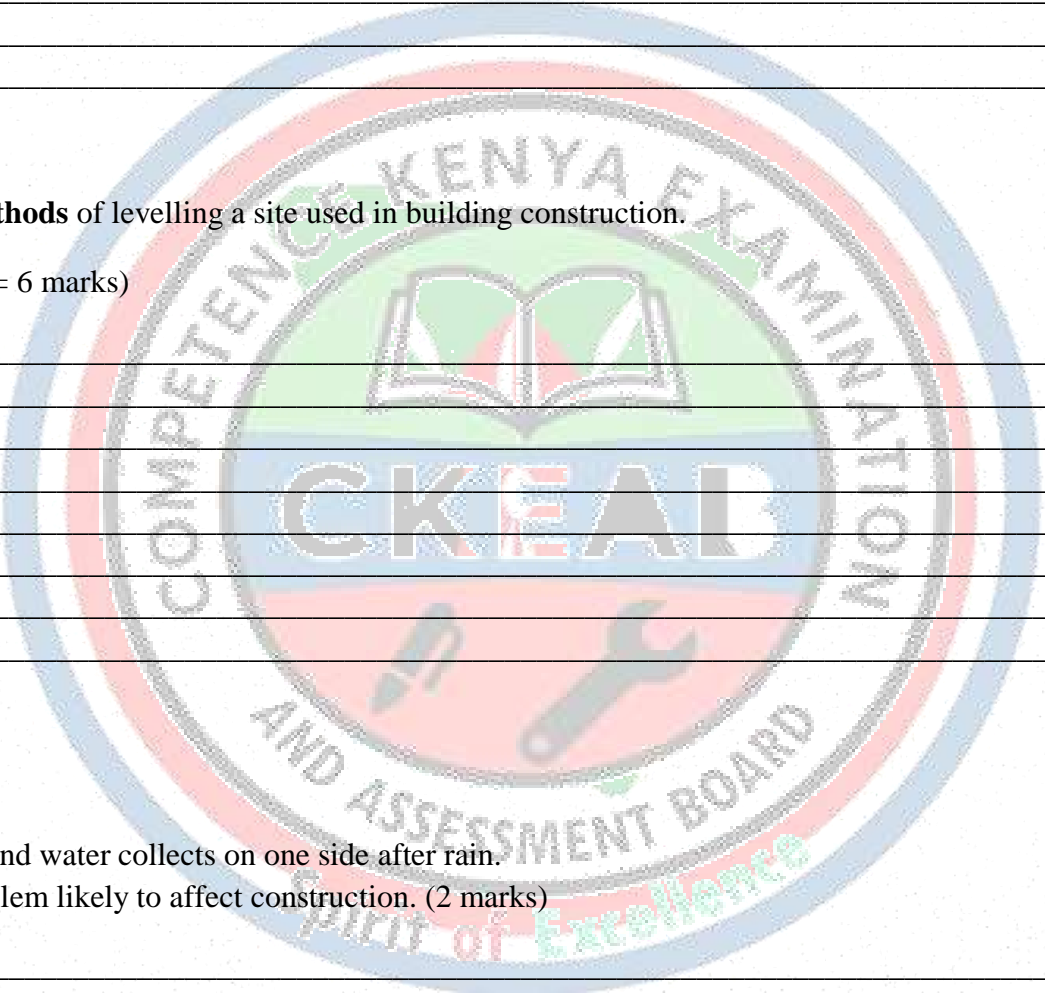 KENYA EXAMINATION
COMPETENCE
thods of levelling a site used in building construction.
= 6 marks)
CKEAB
AND ASSESSMENT BOARD
nd water collects on one side after rain.
lem likely to affect construction. (2 marks)
Spirit of Excellence